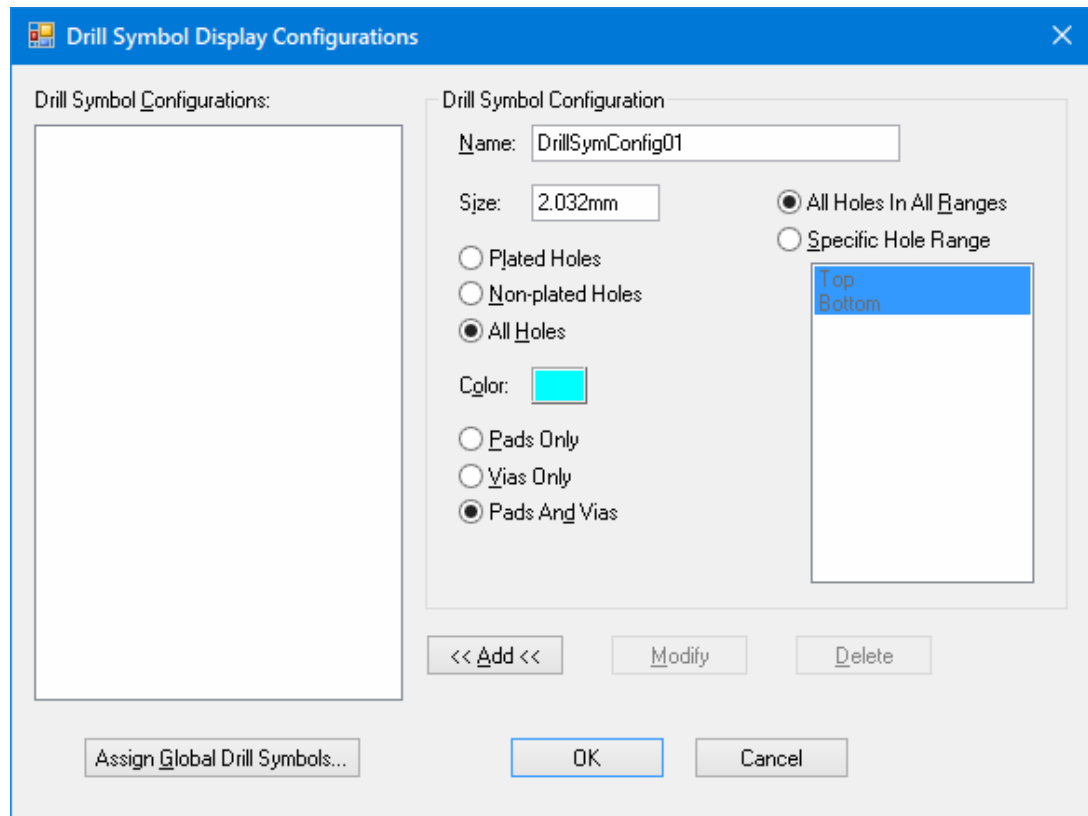 Drill Symbol Display Configurations
Drill Symbol Configurations:
Drill Symbol Configuration
Name: DrillSymConfig01
Size: 2.032mm
All Holes In All Ranges
Specific Hole Range
Plated Holes
Top
Non-plated Holes
Bottom
All Holes
Color:
Pads Only
Vias Only
Pads And Vias
<< Add << Modify Delete
Assign Global Drill Symbols... OK Cancel